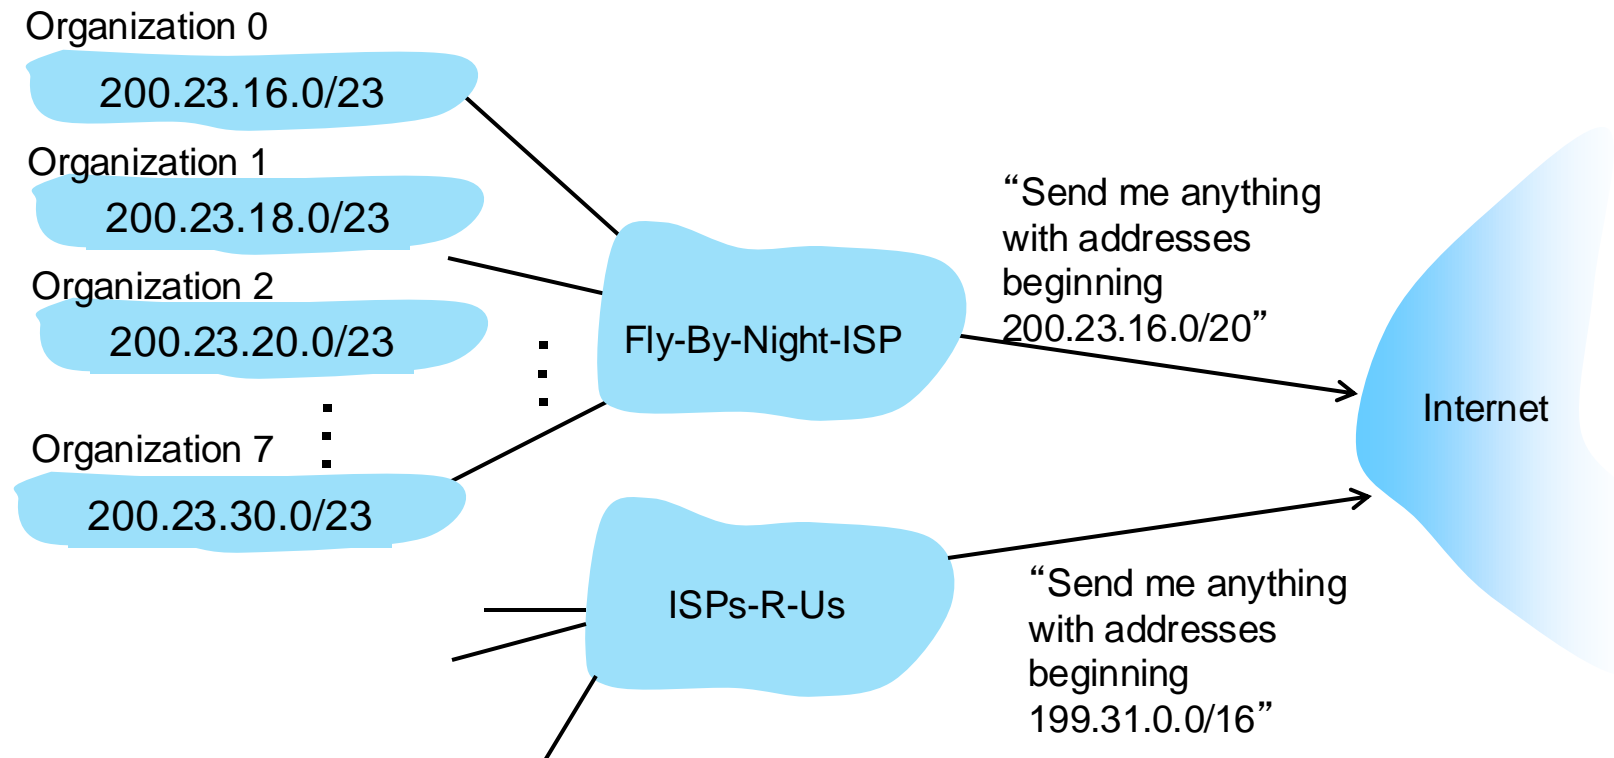 Organization 0
200.23.16.0/23
Organization 1
200.23.18.0/23
Organization 2
200.23.20.0/23
Organization 7
200.23.30.0/23
Fly-By-Night-ISP
“Send me anything
with addresses
beginning
200.23.16.0/20”
Internet
ISPs-R-Us
“Send me anything
with addresses
beginning
199.31.0.0/16”